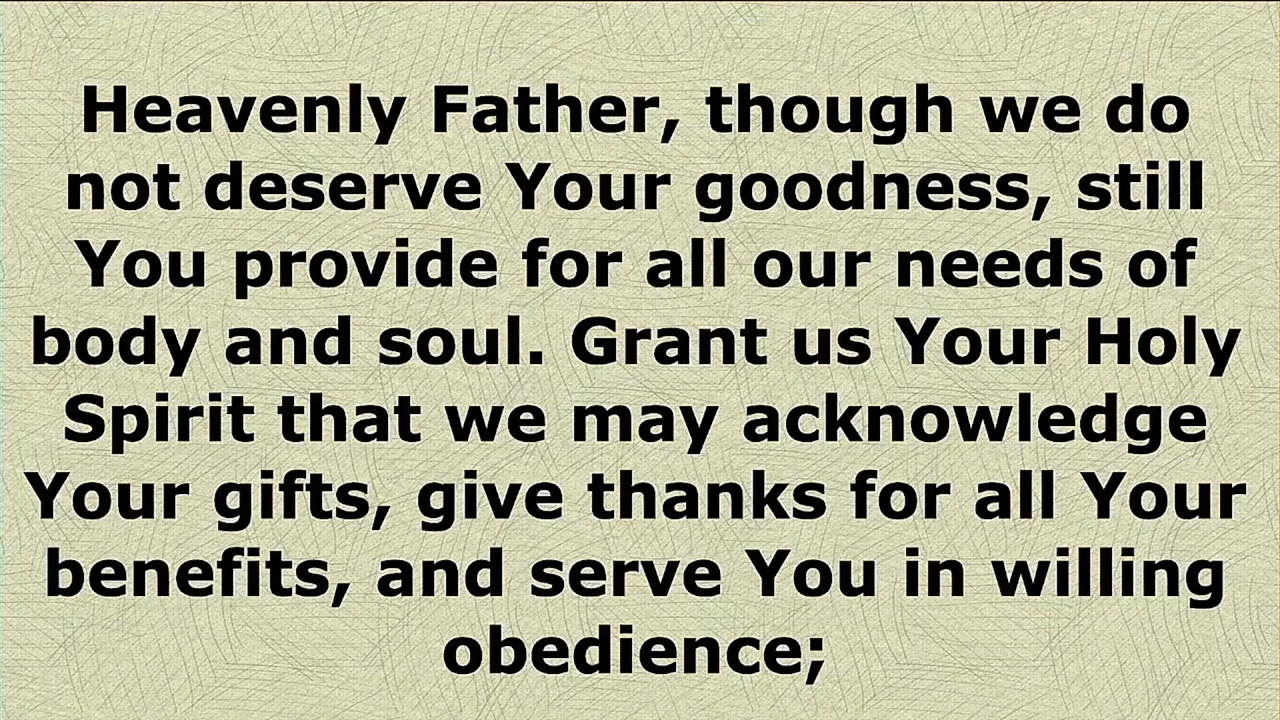 Heavenly Father, though we do
not deserve Your goodness, still
You provide for all our needs of
body and soul. Grant us Your Holy
Spirit that we may acknowledge
Your gifts, give thanks for all Your
benefits, and serve You in willing
obedience;